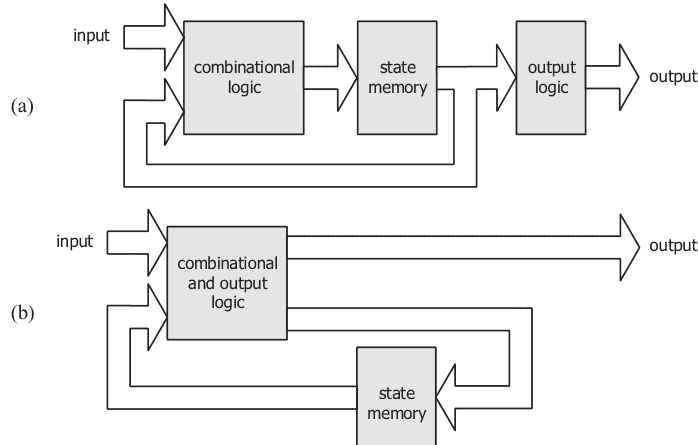 input
combinational
logic
state
memory
output
logic
output
(a)
input
combinational
and output
logic
output
(b)
state
memory